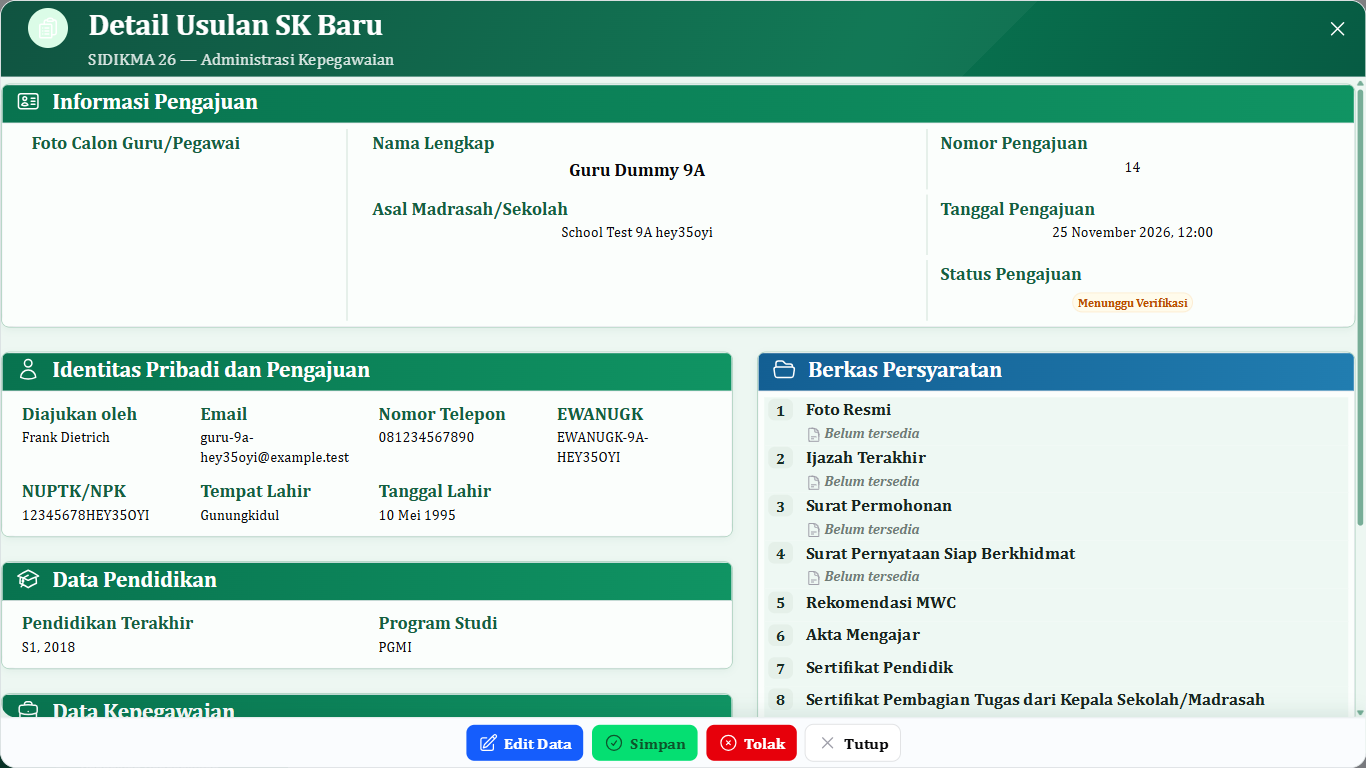 Detail Usulan SK Baru
SIDIKMA 26 — Administrasi Kepegawaian
Informasi Pengajuan
Foto Calon Guru/Pegawai
Nama Lengkap
Guru Dummy 9A
Asal Madrasah/Sekolah
School Test 9A hey35oyi
Nomor Pengajuan
14
Tanggal Pengajuan
25 November 2026, 12:00
Status Pengajuan
Menunggu Verifikasi
Identitas Pribadi dan Pengajuan
Diajukan oleh
Frank Dietrich
Email
guru-9a-
hey35oyi@example.test
Nomor Telepon
081234567890
EWANUGK
EWANUGK-9A-
HEY35OYI
NUPTK/NPK
12345678HEY35OYI
Tempat Lahir
Gunungkidul
Tanggal Lahir
10 Mei 1995
Data Pendidikan
Pendidikan Terakhir
S1, 2018
Program Studi
PGMI
Data Kepegawaian
Berkas Persyaratan
1 Foto Resmi
Belum tersedia
2 Ijazah Terakhir
Belum tersedia
3 Surat Permohonan
Belum tersedia
4 Surat Pernyataan Siap Berkhidmat
Belum tersedia
5 Rekomendasi MWC
6 Akta Mengajar
7 Sertifikat Pendidik
8 Sertifikat Pembagian Tugas dari Kepala Sekolah/Madrasah
Edit Data
Simpan
Tolak
Tutup